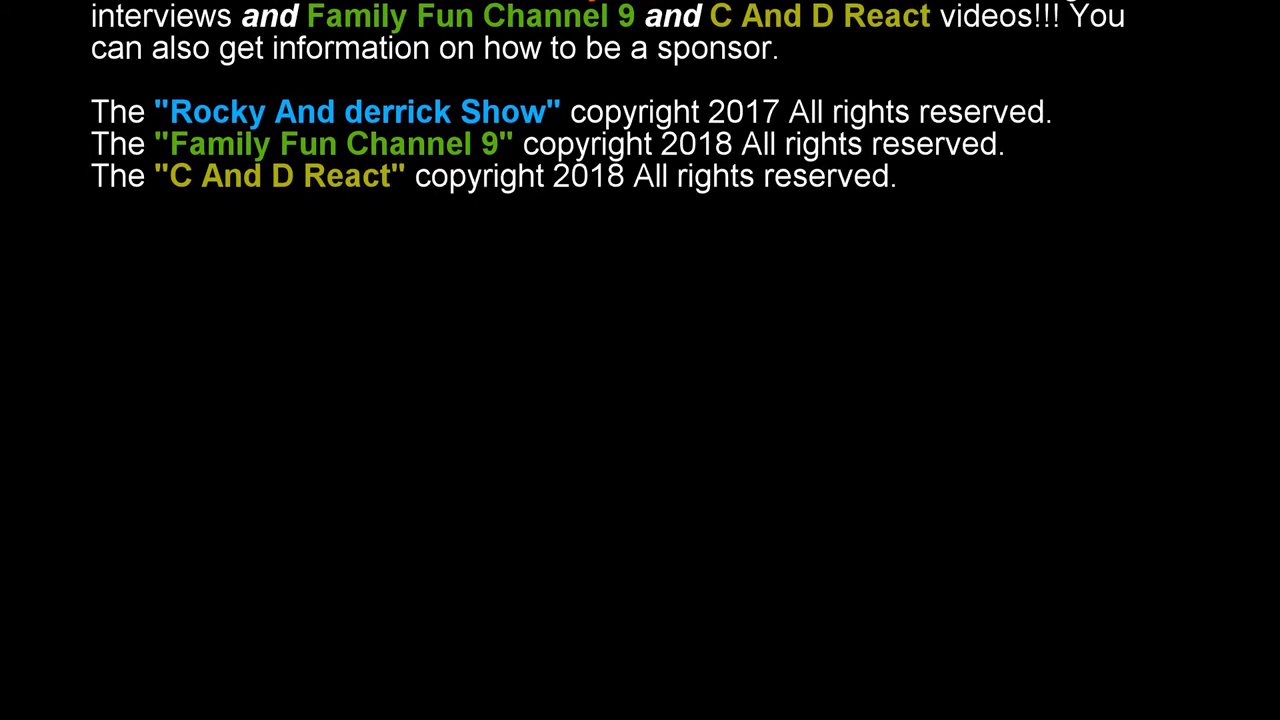 interviews and Family Fun Channel 9 and C And D React videos!!! You
can also get information on how to be a sponsor.
The "Rocky And derrick Show" copyright 2017 All rights reserved.
The "Family Fun Channel 9" copyright 2018 All rights reserved.
The "C And D React" copyright 2018 All rights reserved.